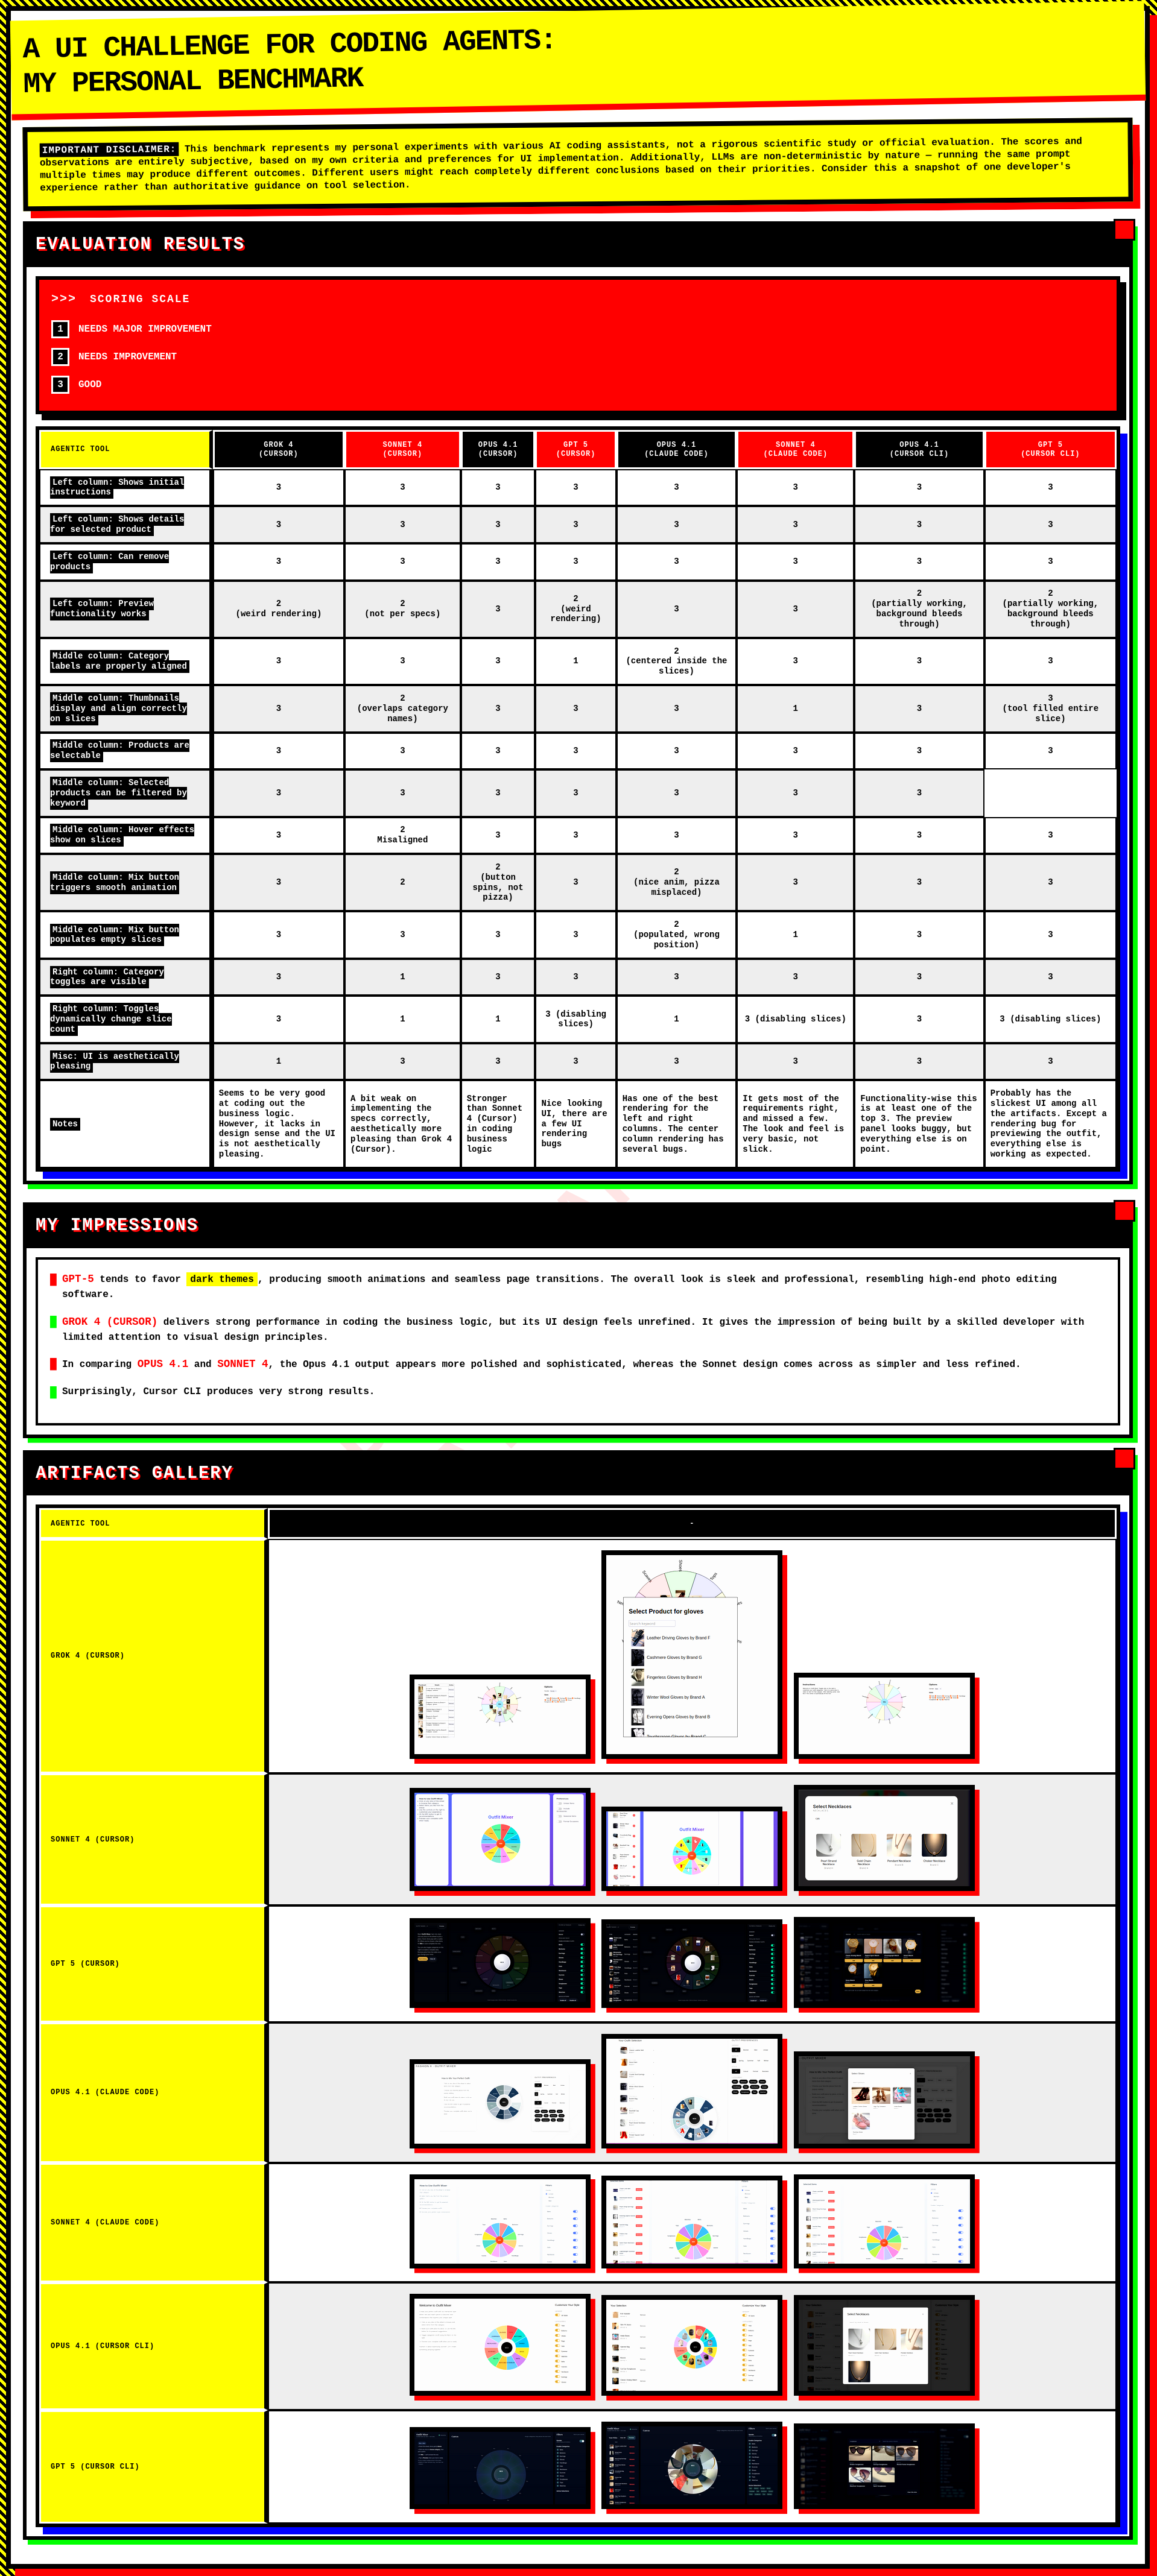 A UI CHALLENGE FOR CODING AGENTS:
MY PERSONAL BENCHMARK
IMPORTANT DISCLAIMER: This benchmark represents my personal experiments with various AI coding assistants, not a rigorous scientific study or official evaluation. The scores and
observations are entirely subjective, based on my own criteria and preferences for UI implementation. Additionally, LLMs are non-deterministic by nature — running the same prompt
multiple times may produce different outcomes. Different users might reach completely different conclusions based on their priorities. Consider this a snapshot of one developer's
experience rather than authoritative guidance on tool selection.
EVALUATION RESULTS
>>> SCORING SCALE
1 NEEDS MAJOR IMPROVEMENT
2 NEEDS IMPROVEMENT
3 GOOD
AGENTIC TOOL
GROK 4
(CURSOR)
SONNET 4
(CURSOR)
OPUS 4.1
(CURSOR)
GPT 5
(CURSOR)
OPUS 4.1
(CLAUDE CODE)
SONNET 4
(CLAUDE CODE)
OPUS 4.1
(CURSOR CLI)
GPT 5
(CURSOR CLI)
Left column: Shows initial
instructions
3 3 3 3 3 3 3 3
Left column: Shows details
for selected product
3 3 3 3 3 3 3 3
Left column: Can remove
products
3 3 3 3 3 3 3 3
Left column: Preview
functionality works
2
(weird rendering)
2
(not per specs)
3
2
(weird
rendering)
3
3
2
(partially working,
background bleeds
through)
2
(partially working,
background bleeds
through)
Middle column: Category
labels are properly aligned
3
3
3
1
2
(centered inside the
slices)
3
3
3
Middle column: Thumbnails
display and align correctly
on slices
3
2
(overlaps category
names)
3
3
3
1
3
3
(tool filled entire
slice)
Middle column: Products are
selectable
3 3 3 3 3 3 3 3
Middle column: Selected
products can be filtered by
keyword
3 3 3 3 3 3 3
Middle column: Hover effects
show on slices
3
2
Misaligned
3
3
3
3
3
3
Middle column: Mix button
triggers smooth animation
3
2
2
(button
spins, not
pizza)
3
2
(nice anim, pizza
misplaced)
3
3
3
Middle column: Mix button
populates empty slices
3
3
3
3
2
(populated, wrong
position)
1
3
3
Right column: Category
toggles are visible
3 1 3 3 3 3 3 3
Right column: Toggles
dynamically change slice
count
3
1
1
3 (disabling
slices)
1
3 (disabling slices)
3
3 (disabling slices)
Misc: UI is aesthetically
pleasing
1 3 3 3 3 3 3 3
Notes
Seems to be very good
at coding out the
business logic.
However, it lacks in
design sense and the UI
is not aesthetically
pleasing.
A bit weak on
implementing the
specs correctly,
aesthetically more
pleasing than Grok 4
(Cursor).
Stronger
than Sonnet
4 (Cursor)
in coding
business
logic
Nice looking
UI, there are
a few UI
rendering
bugs
Has one of the best
rendering for the
left and right
columns. The center
column rendering has
several bugs.
It gets most of the
requirements right,
and missed a few.
The look and feel is
very basic, not
slick.
Functionality-wise this
is at least one of the
top 3. The preview
panel looks buggy, but
everything else is on
point.
Probably has the
slickest UI among all
the artifacts. Except a
rendering bug for
previewing the outfit,
everything else is
working as expected.
MY IMPRESSIONS
GPT-5 tends to favor dark themes, producing smooth animations and seamless page transitions. The overall look is sleek and professional, resembling high-end photo editing
software.
GROK 4 (CURSOR) delivers strong performance in coding the business logic, but its UI design feels unrefined. It gives the impression of being built by a skilled developer with
limited attention to visual design principles.
In comparing OPUS 4.1 and SONNET 4, the Opus 4.1 output appears more polished and sophisticated, whereas the Sonnet design comes across as simpler and less refined.
Surprisingly, Cursor CLI produces very strong results.
ARTIFACTS GALLERY
AGENTIC TOOL
-
GROK 4 (CURSOR)
Select Product for gloves
Leather Driving Gloves by Brand F
Cashmere Gloves by Brand G
Fingerless Gloves by Brand H
Winter Wool Gloves by Brand A
Evening Opera Gloves by Brand B
SONNET 4 (CURSOR)
Outfit Mixer
Outfit Mixer
Select Necklaces
GPT 5 (CURSOR)
OPUS 4.1 (CLAUDE CODE)
SONNET 4 (CLAUDE CODE)
OPUS 4.1 (CURSOR CLI)
Welcome to Outfit Mixer
Customize Your Style
Select Necklaces
GPT 5 (CURSOR CLI)